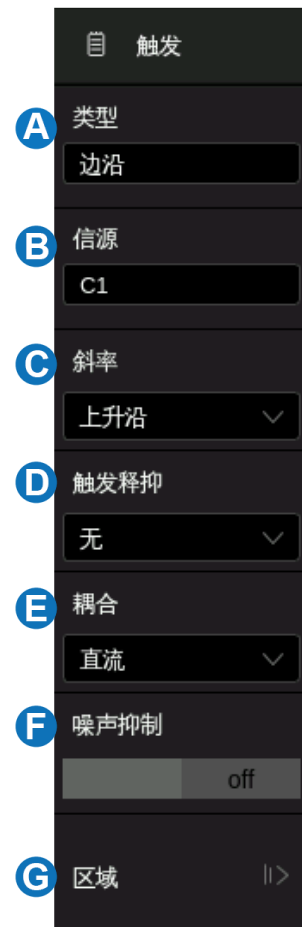 触发
A 类型
边沿
B 信源
C1
C 斜率
上升沿
D 触发释抑
无
E 耦合
直流
F 噪声抑制
off
G 区域